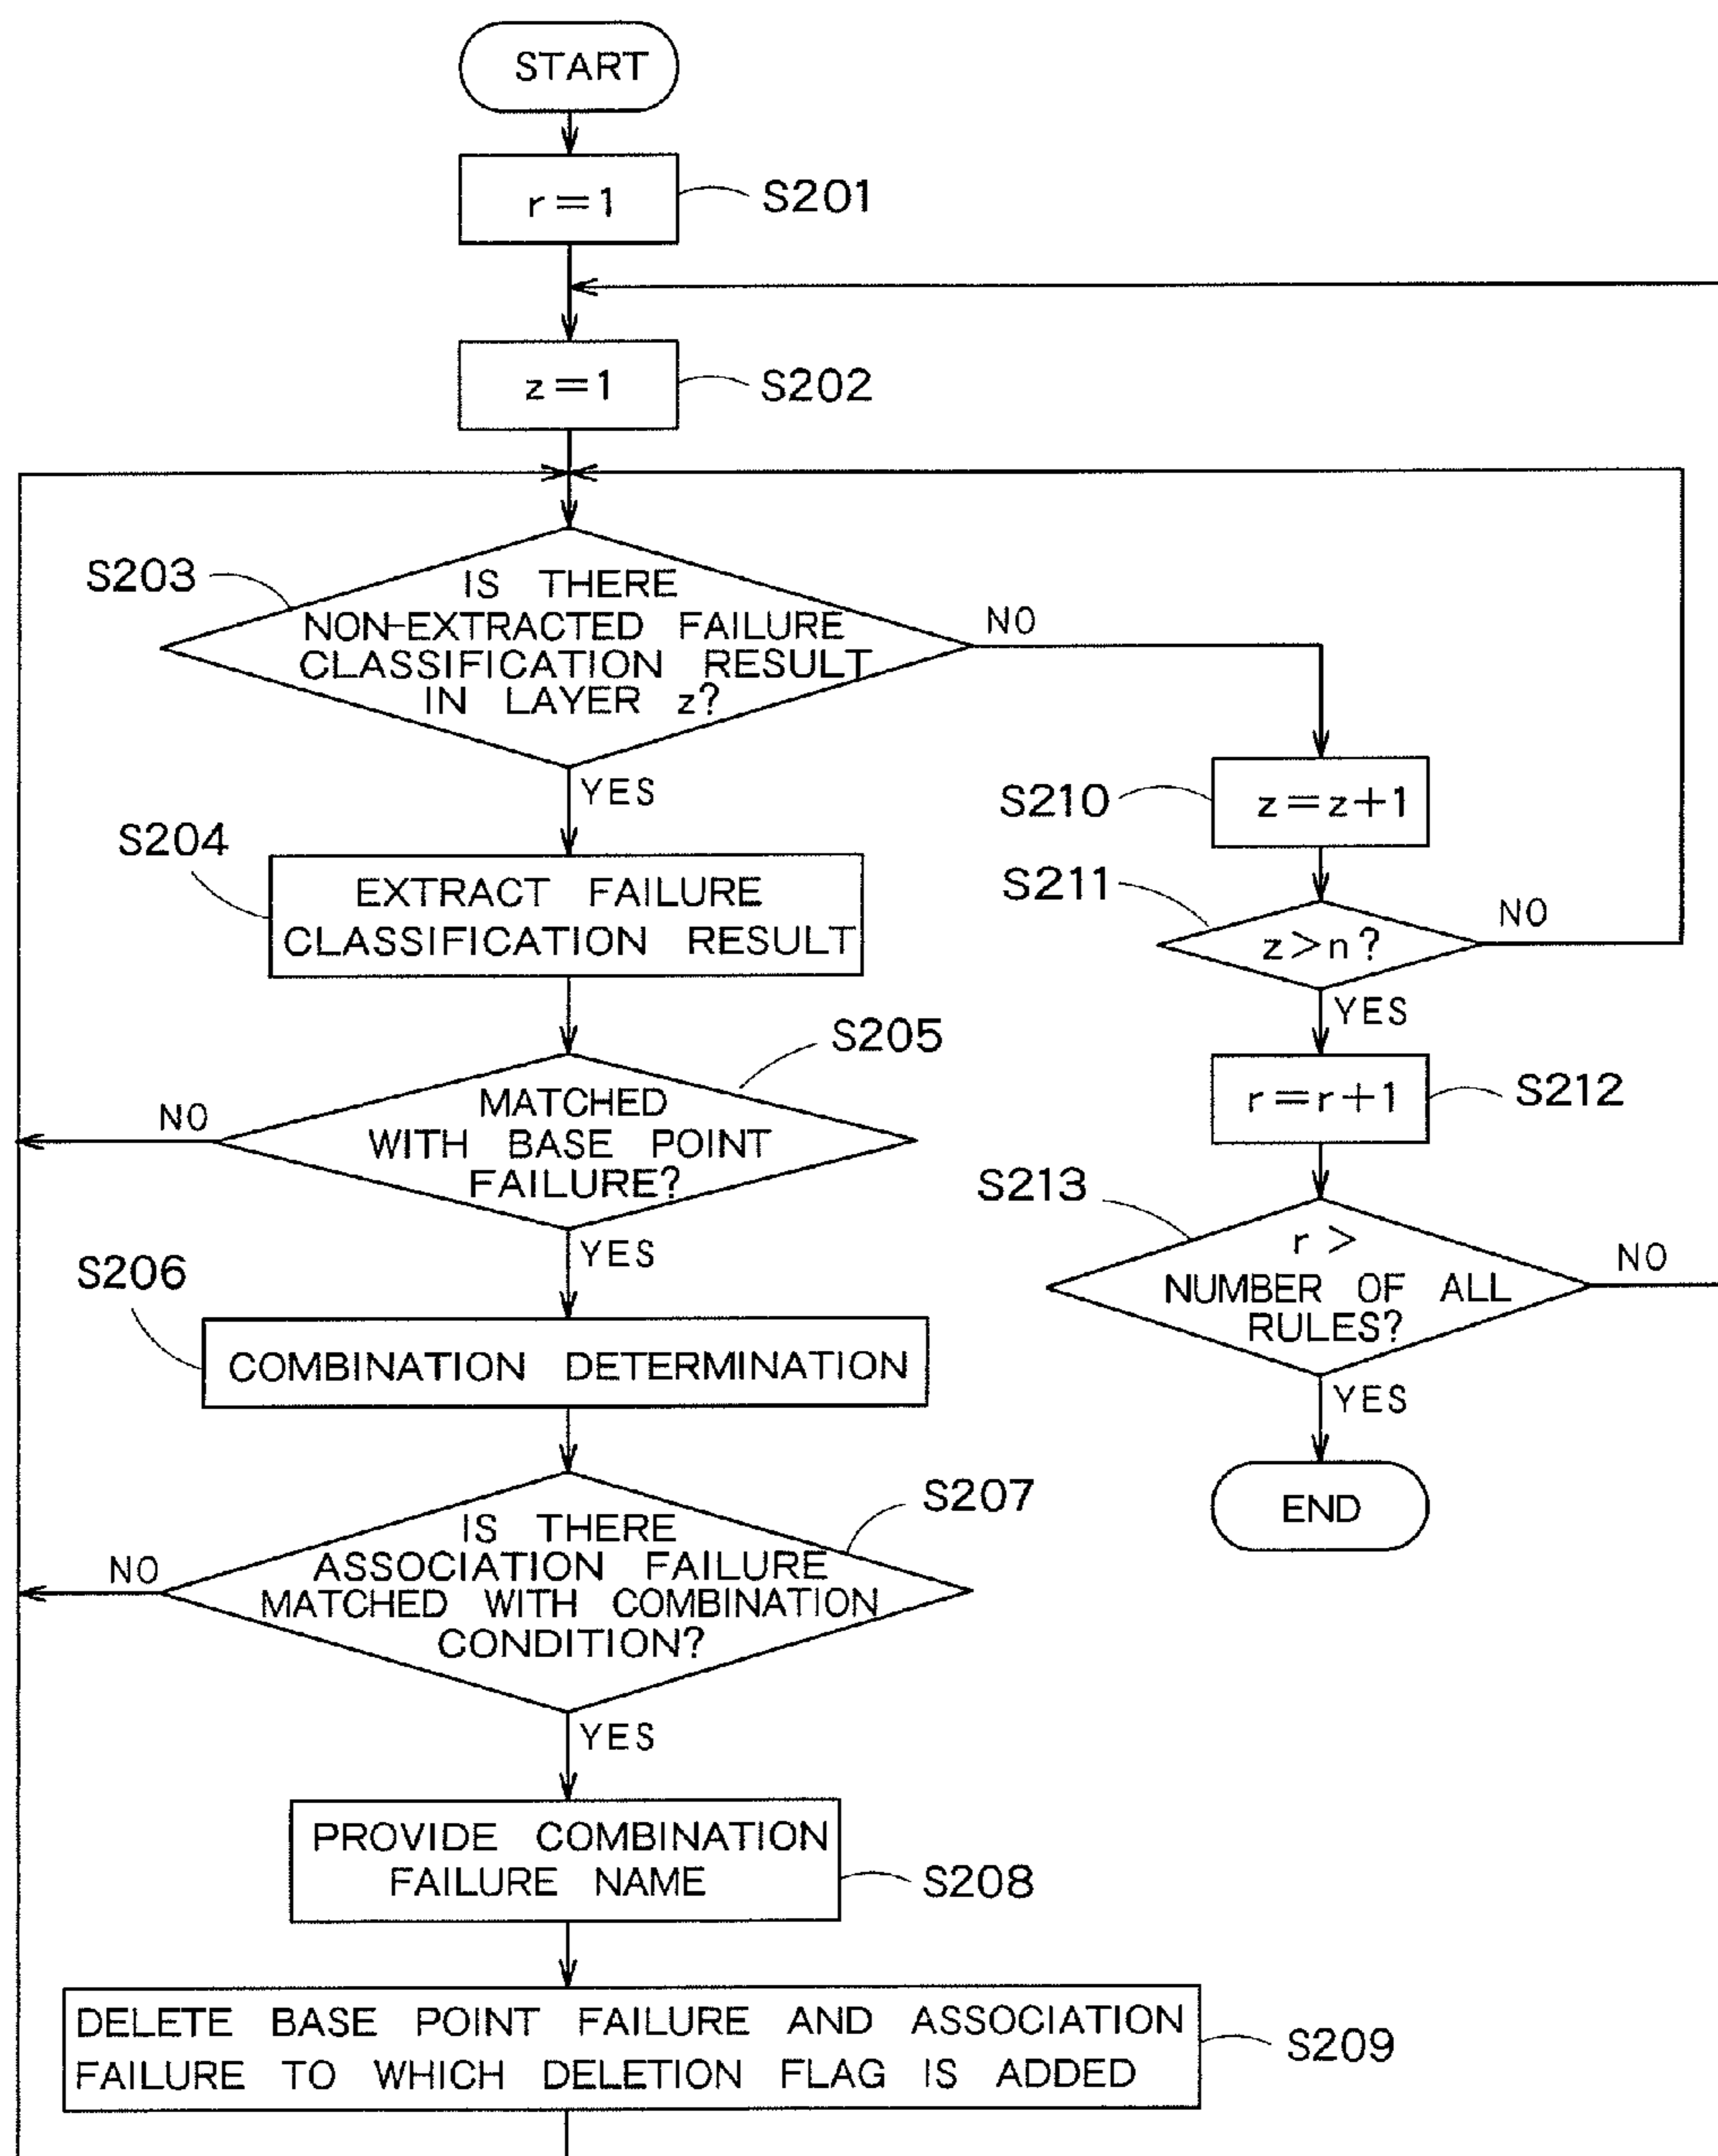 START
r=1
S201
z=1
S202
S203
IS THERE
NON-EXTRACTED FAILURE
CLASSIFICATION RESULT
IN LAYER z?
NO
YES
S204
EXTRACT FAILURE
CLASSIFICATION RESULT
S205
MATCHED
WITH BASE POINT
FAILURE?
NO
YES
S206
COMBINATION DETERMINATION
S207
IS THERE
ASSOCIATION FAILURE
MATCHED WITH COMBINATION
CONDITION?
NO
YES
PROVIDE COMBINATION
FAILURE NAME
S208
DELETE BASE POINT FAILURE AND ASSOCIATION
FAILURE TO WHICH DELETION FLAG IS ADDED
S209
S210
z=z+1
S211
z>n?
NO
YES
r=r+1
S212
S213
r >
NUMBER OF ALL
RULES?
NO
YES
END